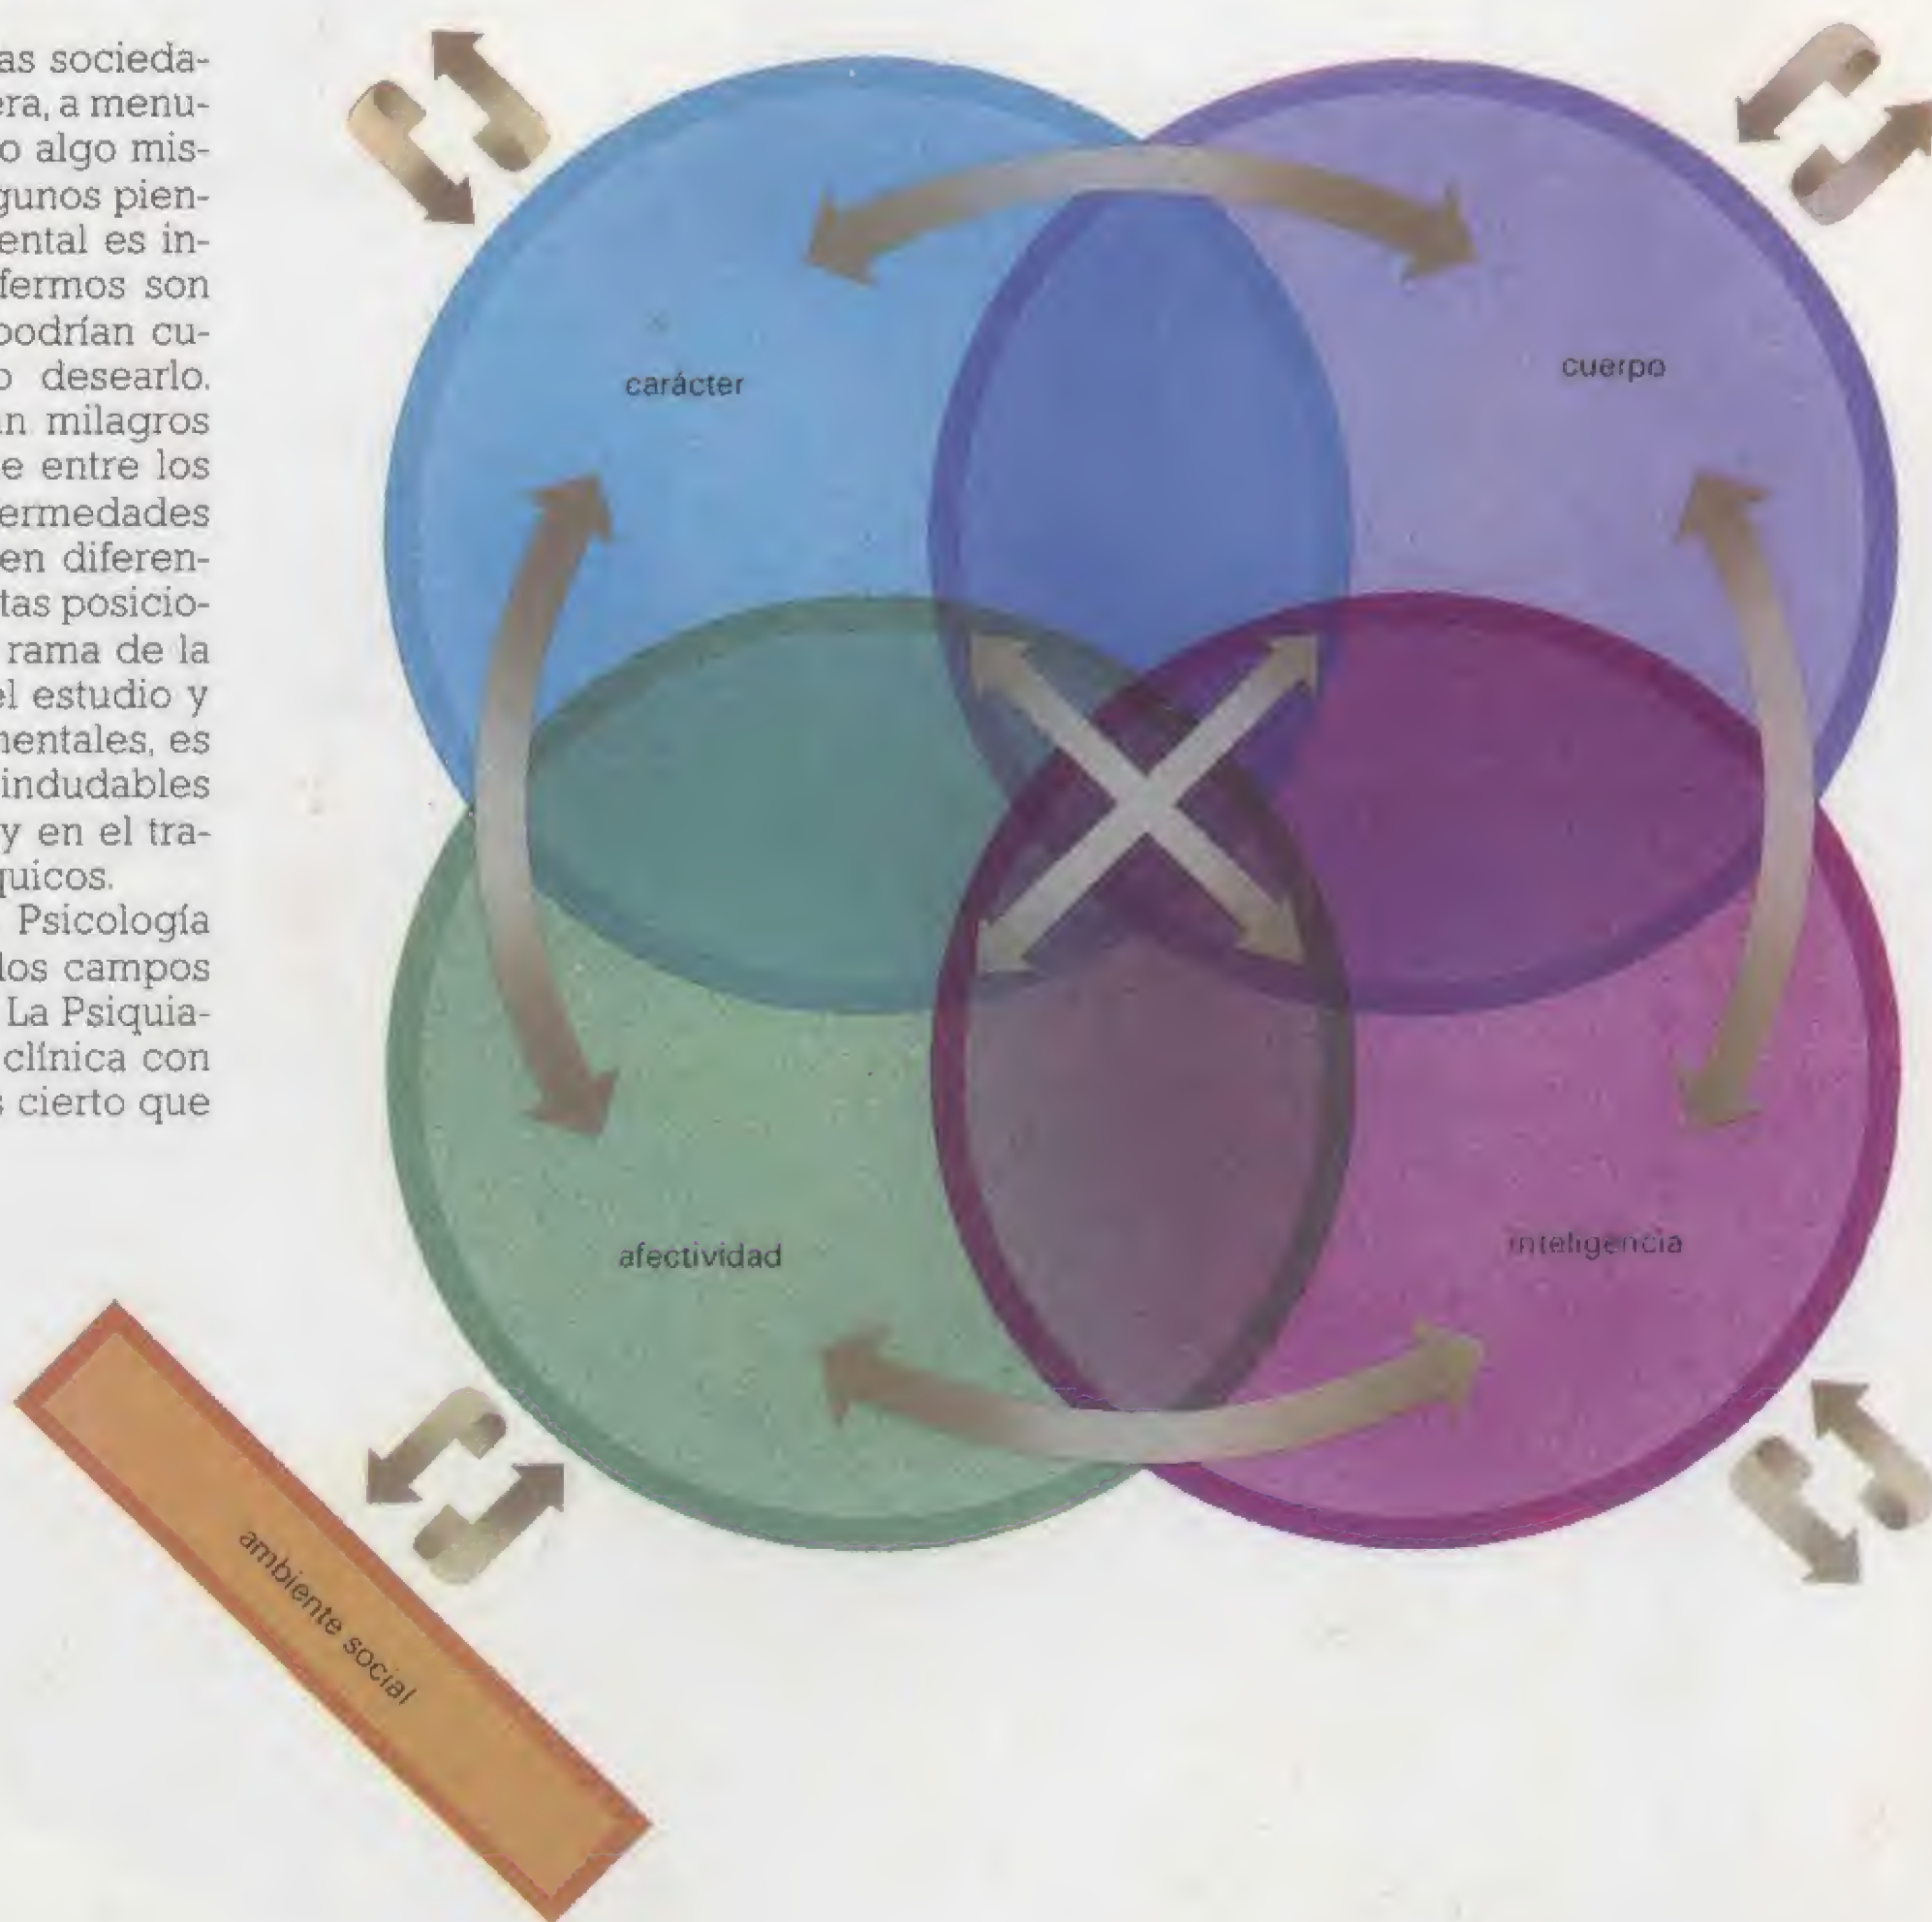 as socieda-
era, a menu-
o algo mis-
gunos pien-
ental es in-
fermos son
podrían cu-
o desearlo.
an milagros
e entre los
ermedades
en diferen-
tas posicio-
rama de la
el estudio y
nentales, es
indudables
y en el tra-
quicos.
Psicología
los campos
La Psiquia-
clínica con
s cierto que
carácter
cuerpo
afectividad
inteligencia
ambiente social